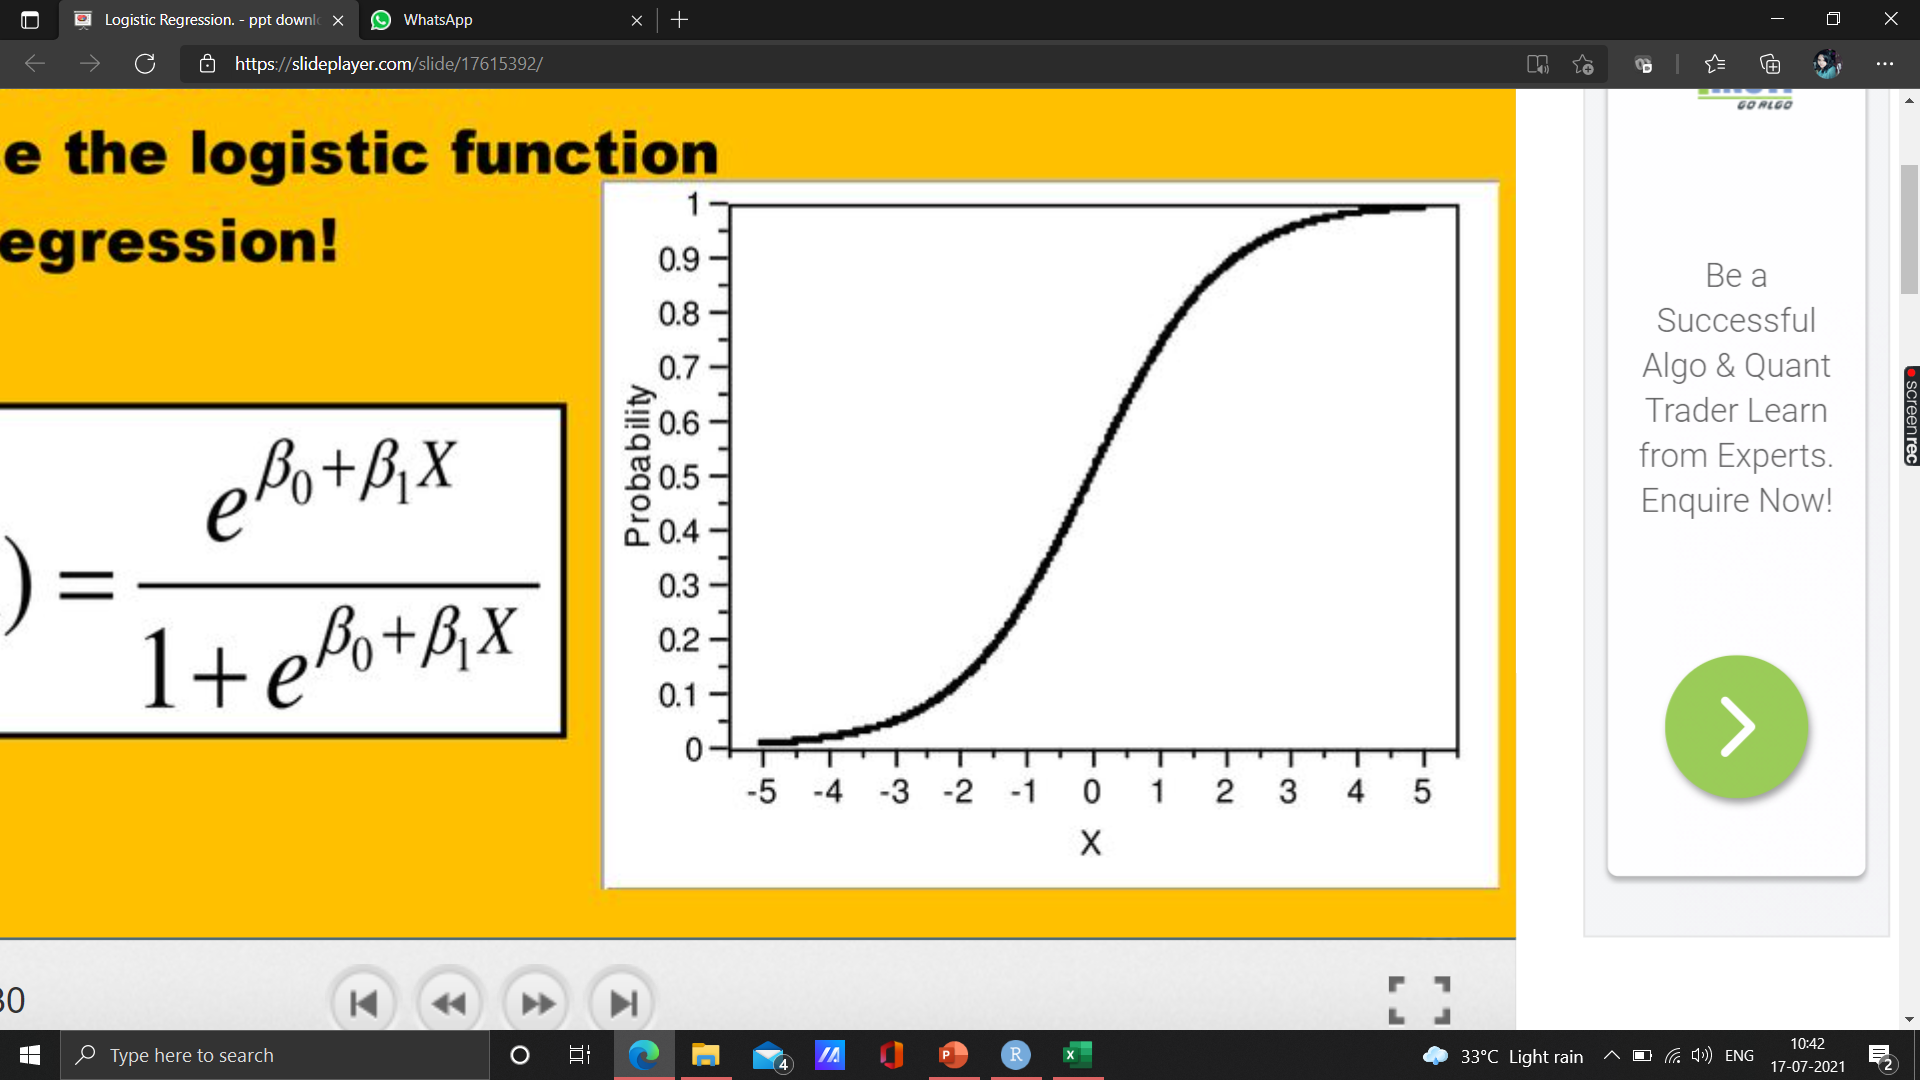 Logistic Regression. - ppt downl
WhatsApp
https://slideplayer.com/slide/17615392/
e the logistic function
egression!
) = e^{β₀+β₁X} / 1+e^{β₀+β₁X}
1
0.9
0.8
0.7
0.6
0.5
0.4
0.3
0.2
0.1
0
Probability
-5 -4 -3 -2 -1 0 1 2 3 4 5
X
GO ALGO
Be a
Successful
Algo & Quant
Trader Learn
from Experts.
Enquire Now!
screenrec
30
Type here to search
4
33°C Light rain
ENG
10:42
17-07-2021
2